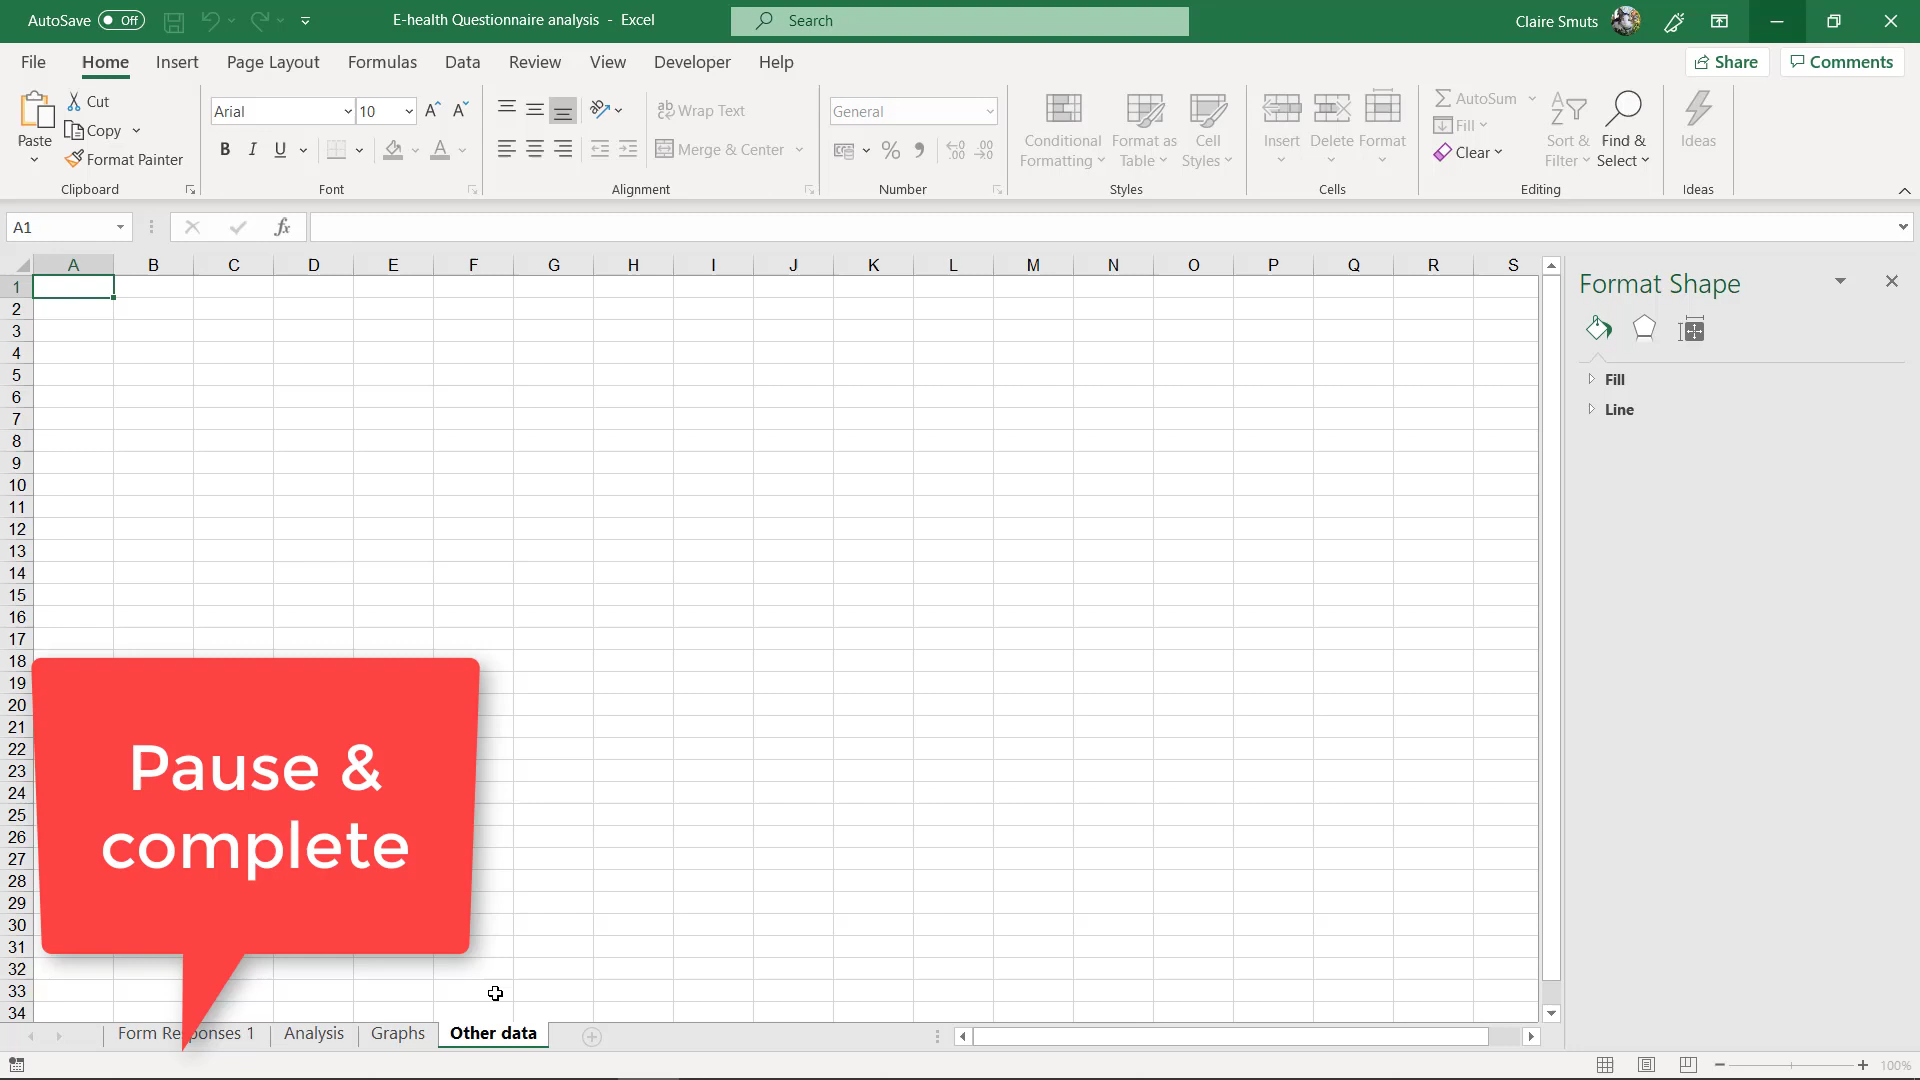 AutoSave Off
E-health Questionnaire analysis - Excel
Search
Claire Smuts
File Home Insert Page Layout Formulas Data Review View Developer Help
Share
Comments
Paste
Cut
Copy
Format Painter
Clipboard
Arial
10
B I U
A
Font
ab Wrap Text
Merge & Center
Alignment
General
%
Number
Conditional Formatting
Format as Table
Cell Styles
Styles
Insert
Delete
Format
Cells
AutoSum
Fill
Clear
Sort & Filter
Find & Select
Editing
Ideas
Ideas
A1
fx
A B C D E F G H I J K L M N O P Q R S
1
2
3
4
5
6
7
8
9
10
11
12
13
14
15
16
17
18
19
20
21
22
23
24
25
26
27
28
29
30
31
32
33
34
Format Shape
Fill
Line
Pause &
complete
Form Responses 1 Analysis Graphs Other data
100%